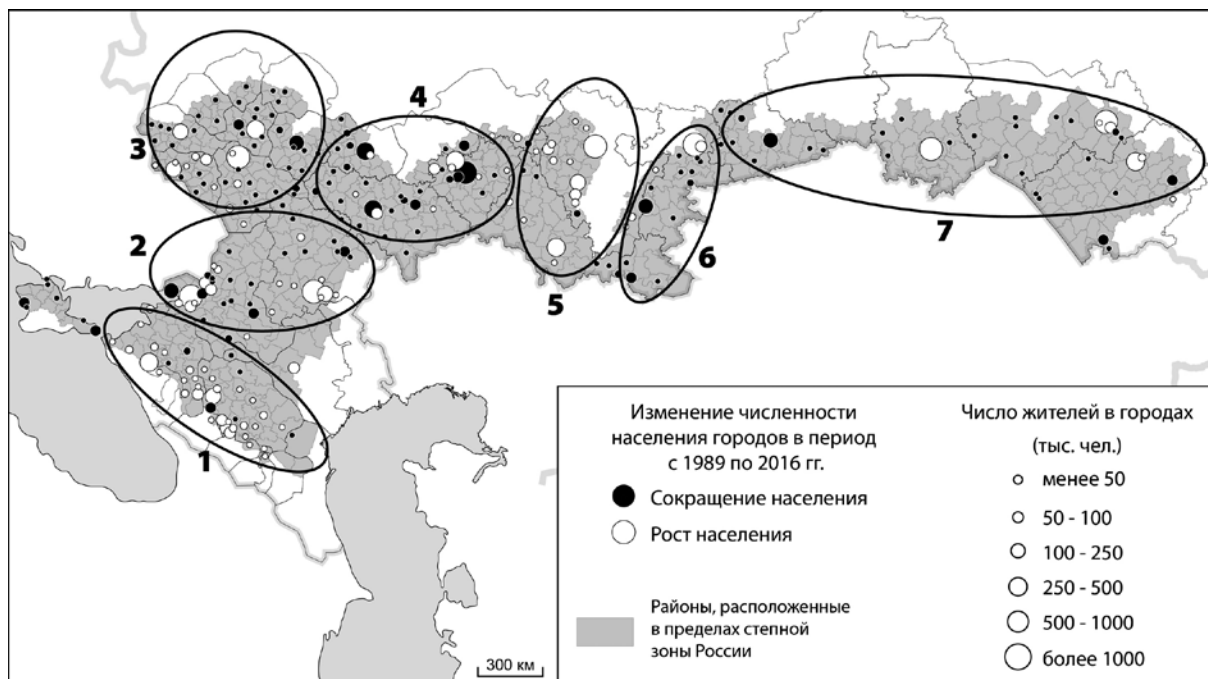 3
4
2
1
5
6
7
300 км
Изменение численности
населения городов в период
с 1989 по 2016 гг.
Сокращение населения
Рост населения
Районы, расположенные
в пределах степной
зоны России
Число жителей в городах
(тыс. чел.)
менее 50
50 - 100
100 - 250
250 - 500
500 - 1000
более 1000